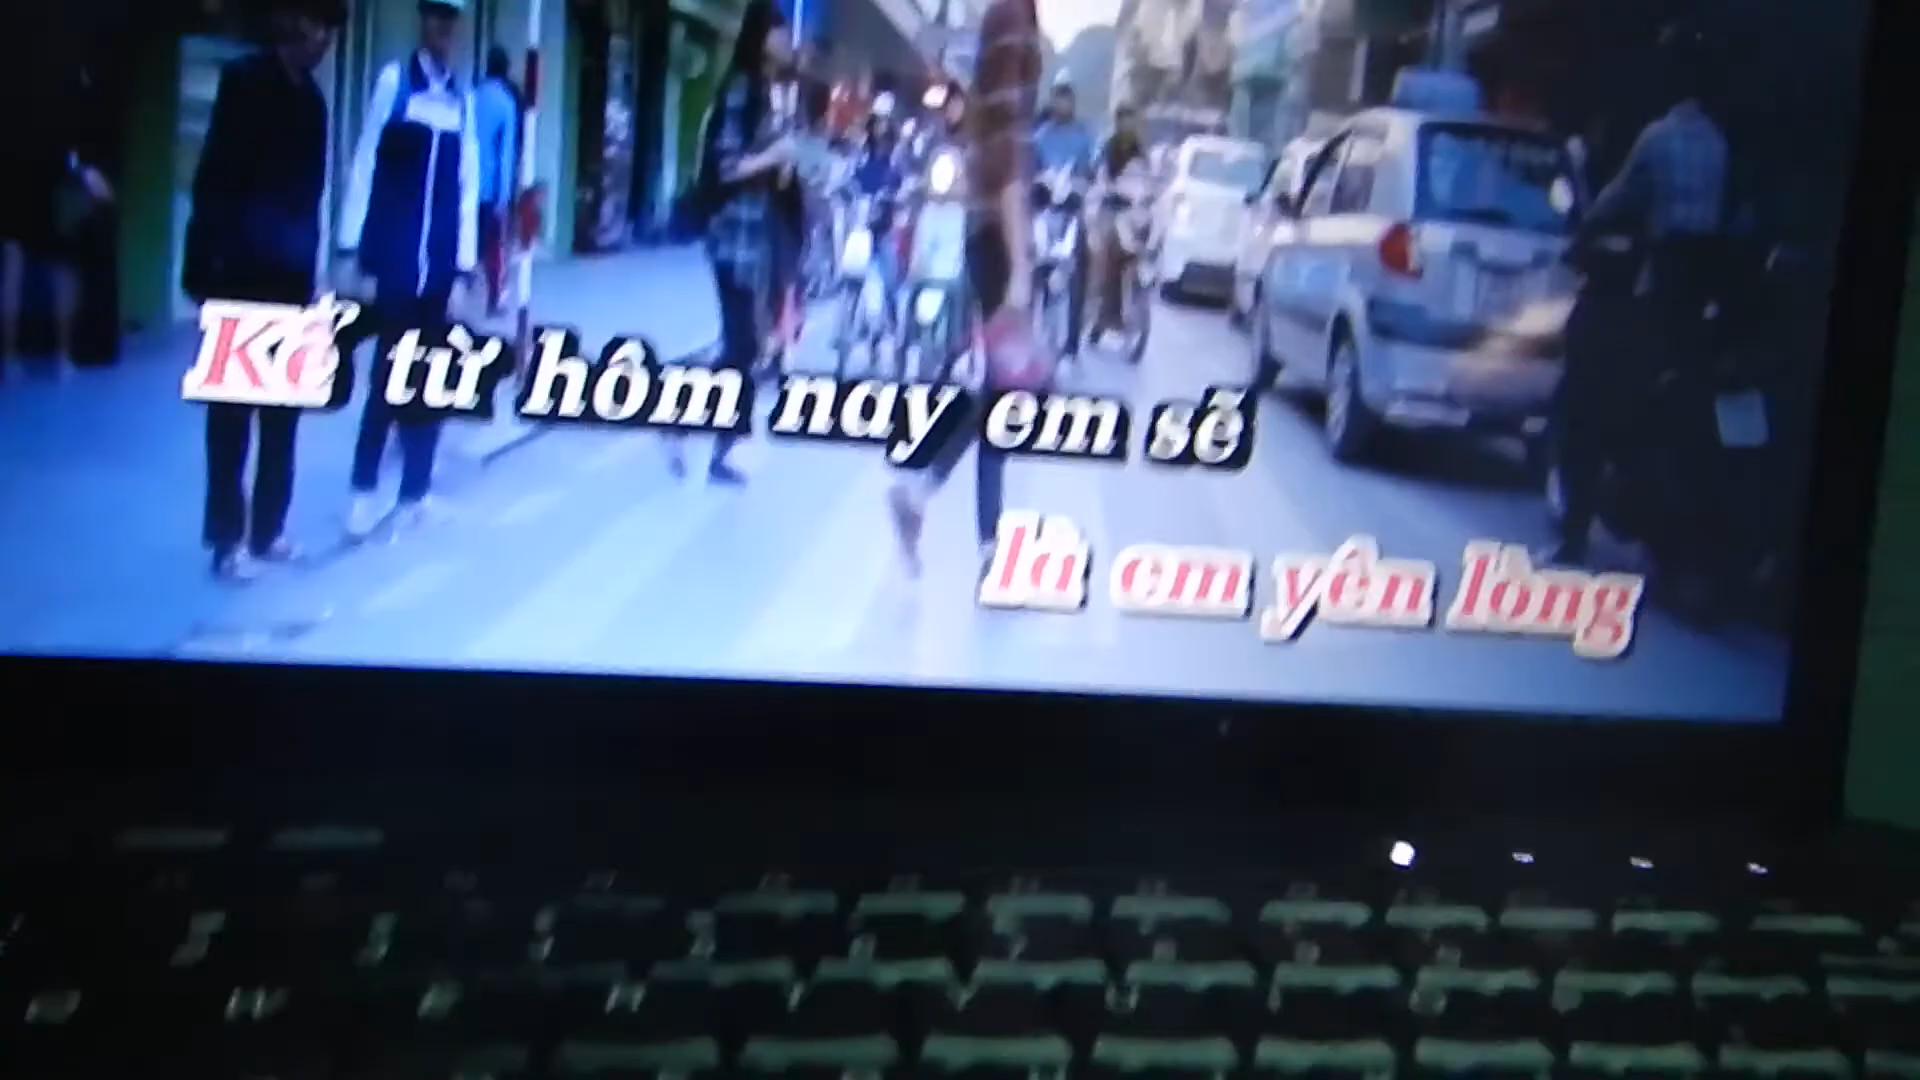 Kể từ hôm nay em sẽ
là em yên lòng